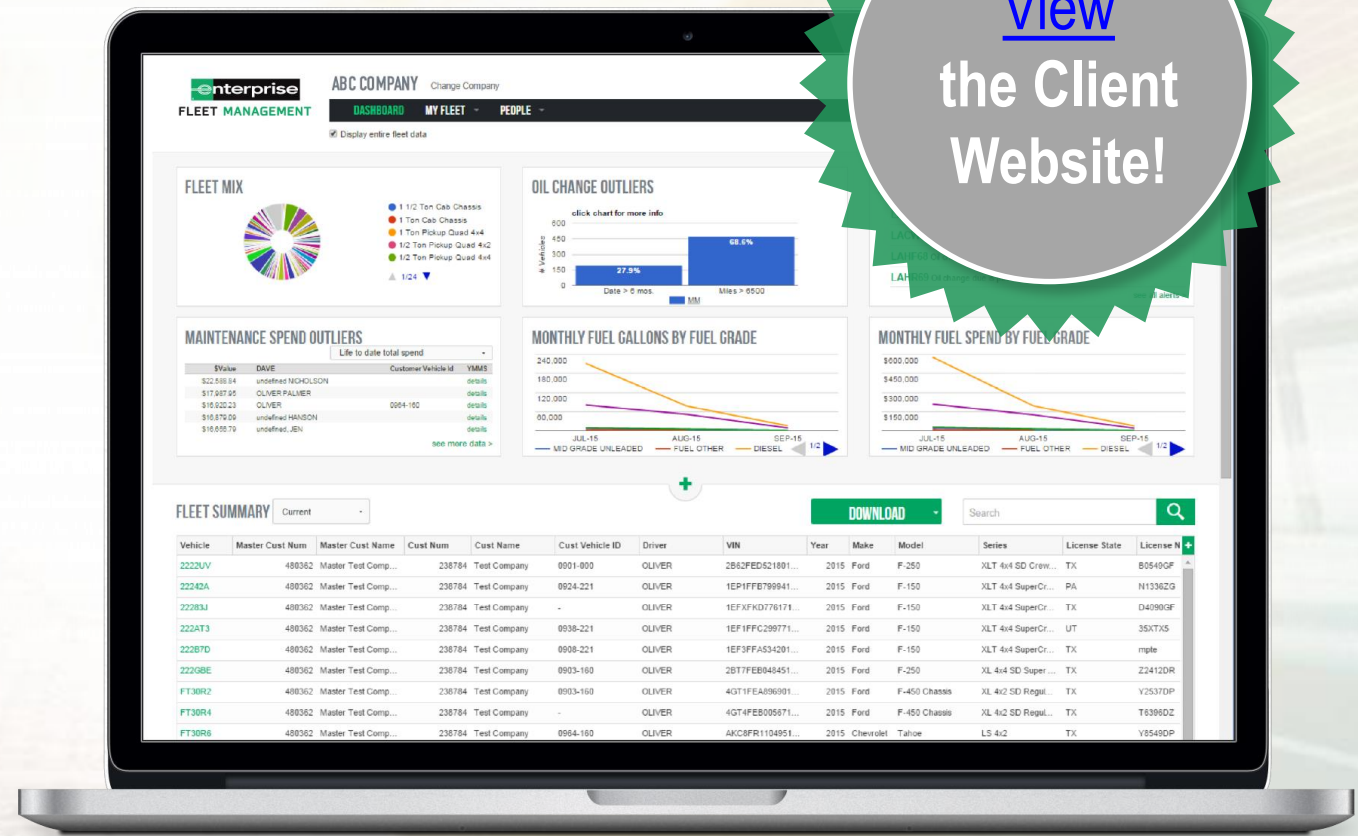 View
the Client
Website!
enterprise
FLEET MANAGEMENT
ABC COMPANY Change Company
DASHBOARD MY FLEET PEOPLE
Display entire fleet data
FLEET MIX
1 1/2 Ton Cab Chassis
1 Ton Cab Chassis
1 Ton Pickup Quad 4x4
1/2 Ton Pickup Quad 4x2
1/2 Ton Pickup Quad 4x4
1/24
OIL CHANGE OUTLIERS
click chart for more info
# Vehicles
600
450
300
150
0
27.9%
68.6%
Date > 6 mos.
Miles > 6500
MM
see all alerts
MAINTENANCE SPEND OUTLIERS
Life to date total spend
$Value DAVE Customer Vehicle Id YMMS
undefined NICHOLSON details
OLIVER PALMER details
OLIVER 0964-160 details
undefined HANSON details
undefined, JEN details
see more data >
MONTHLY FUEL GALLONS BY FUEL GRADE
240,000
180,000
120,000
60,000
JUL-15 AUG-15 SEP-15
MID GRADE UNLEADED FUEL OTHER DIESEL 1/2
MONTHLY FUEL SPEND BY FUEL GRADE
$600,000
$450,000
$300,000
$150,000
JUL-15 AUG-15 SEP-15
MID GRADE UNLEADED FUEL OTHER DIESEL 1/2
FLEET SUMMARY Current
DOWNLOAD
Search
Vehicle Master Cust Num Master Cust Name Cust Num Cust Name Cust Vehicle ID Driver VIN Year Make Model Series License State License N
2222UV 480362 Master Test Comp... 238784 Test Company 0901-000 OLIVER 2B62FED521801... 2015 Ford F-250 XLT 4x4 SD Crew... TX B0549GF
22242A 480362 Master Test Comp... 238784 Test Company 0924-221 OLIVER 1EP1FFB799941... 2015 Ford F-150 XLT 4x4 SuperCr... PA N1336ZG
22283J 480362 Master Test Comp... 238784 Test Company - OLIVER 1EFXFKD776171... 2015 Ford F-150 XLT 4x4 SuperCr... TX D4090GF
222AT3 480362 Master Test Comp... 238784 Test Company 0938-221 OLIVER 1EF1FFC299771... 2015 Ford F-150 XLT 4x4 SuperCr... UT 35XTX5
222B7D 480362 Master Test Comp... 238784 Test Company 0908-221 OLIVER 1EF3FFA534201... 2015 Ford F-150 XLT 4x4 SuperCr... TX mpte
222GBE 480362 Master Test Comp... 238784 Test Company 0903-160 OLIVER 2BT7FEB048451... 2015 Ford F-250 XL 4x4 SD Super ... TX Z2412DR
FT30R2 480362 Master Test Comp... 238784 Test Company 0903-160 OLIVER 4GT1FEA896901... 2015 Ford F-450 Chassis XL 4x2 SD Regul... TX Y2537DP
FT30R4 480362 Master Test Comp... 238784 Test Company - OLIVER 4GT4FEB005671... 2015 Ford F-450 Chassis XL 4x2 SD Regul... TX T6396DZ
FT30R6 480362 Master Test Comp... 238784 Test Company 0964-160 OLIVER AKC8FR1104951... 2015 Chevrolet Tahoe LS 4x2 TX Y8549DP